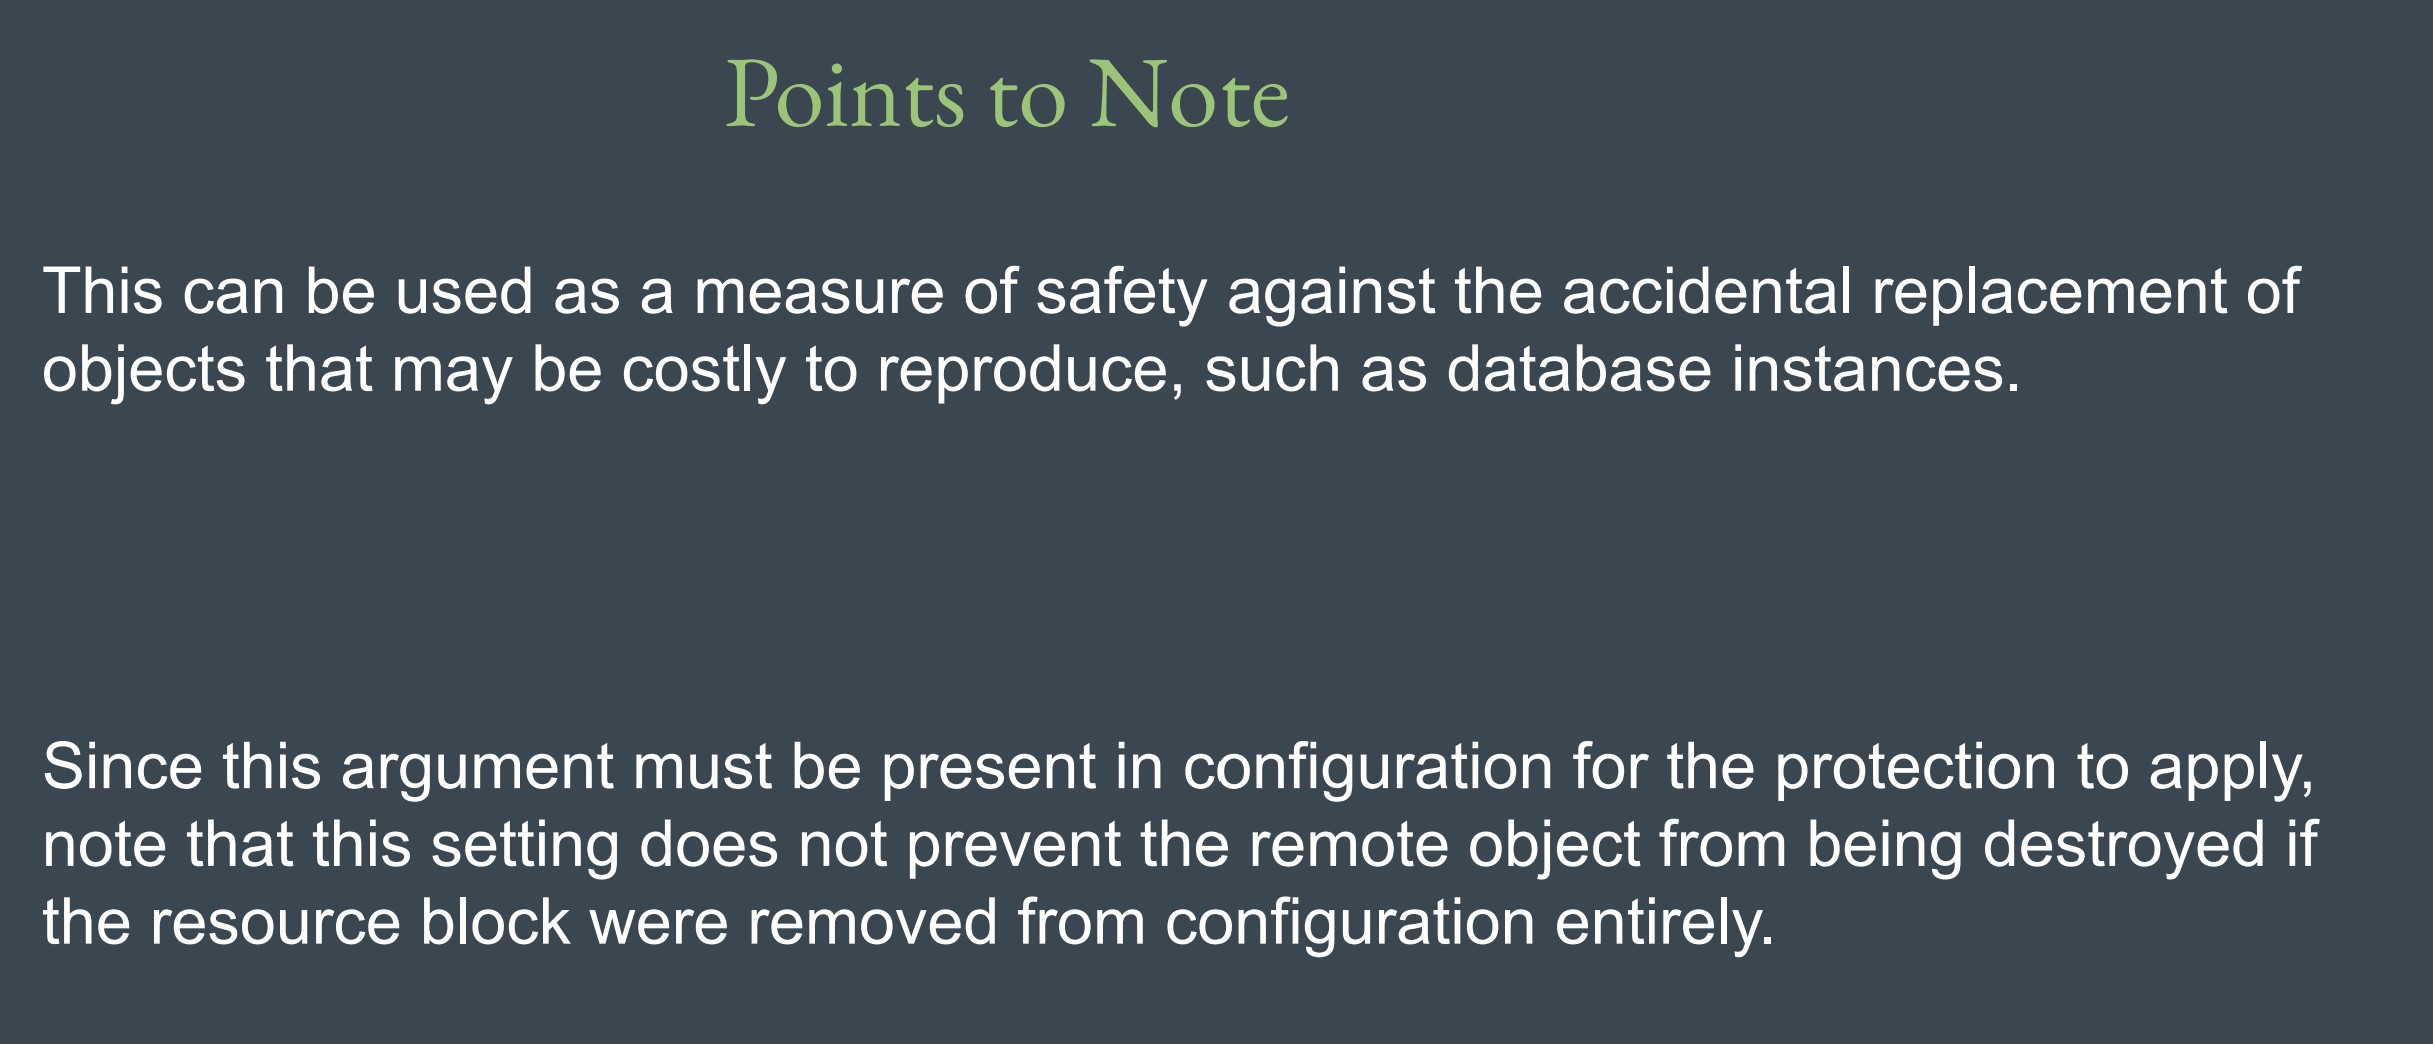 Points to Note
This can be used as a measure of safety against the accidental replacement of
objects that may be costly to reproduce, such as database instances.
Since this argument must be present in configuration for the protection to apply,
note that this setting does not prevent the remote object from being destroyed if
the resource block were removed from configuration entirely.